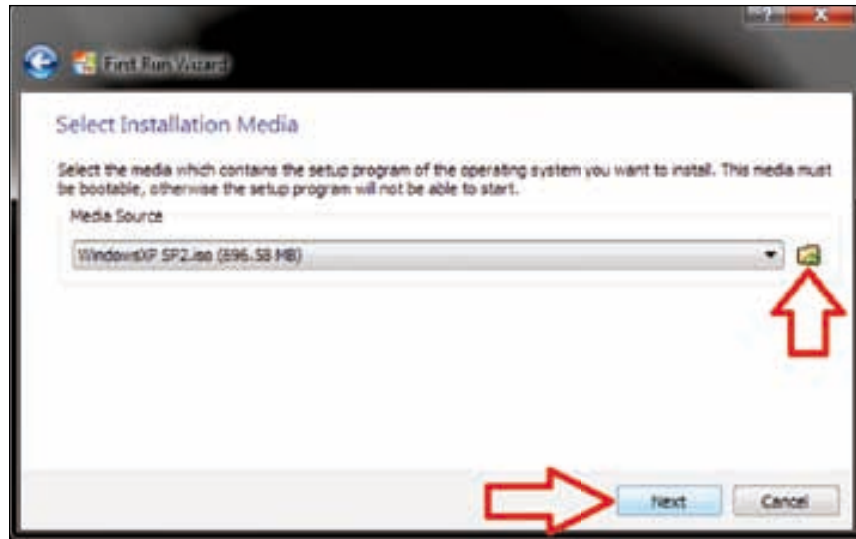 First Run Wizard
Select Installation Media
Select the media which contains the setup program of the operating system you want to install. This media must
be bootable, otherwise the setup program will not be able to start.
Media Source
WindowsXP SP2.iso (596.58 MB)
Next
Cancel